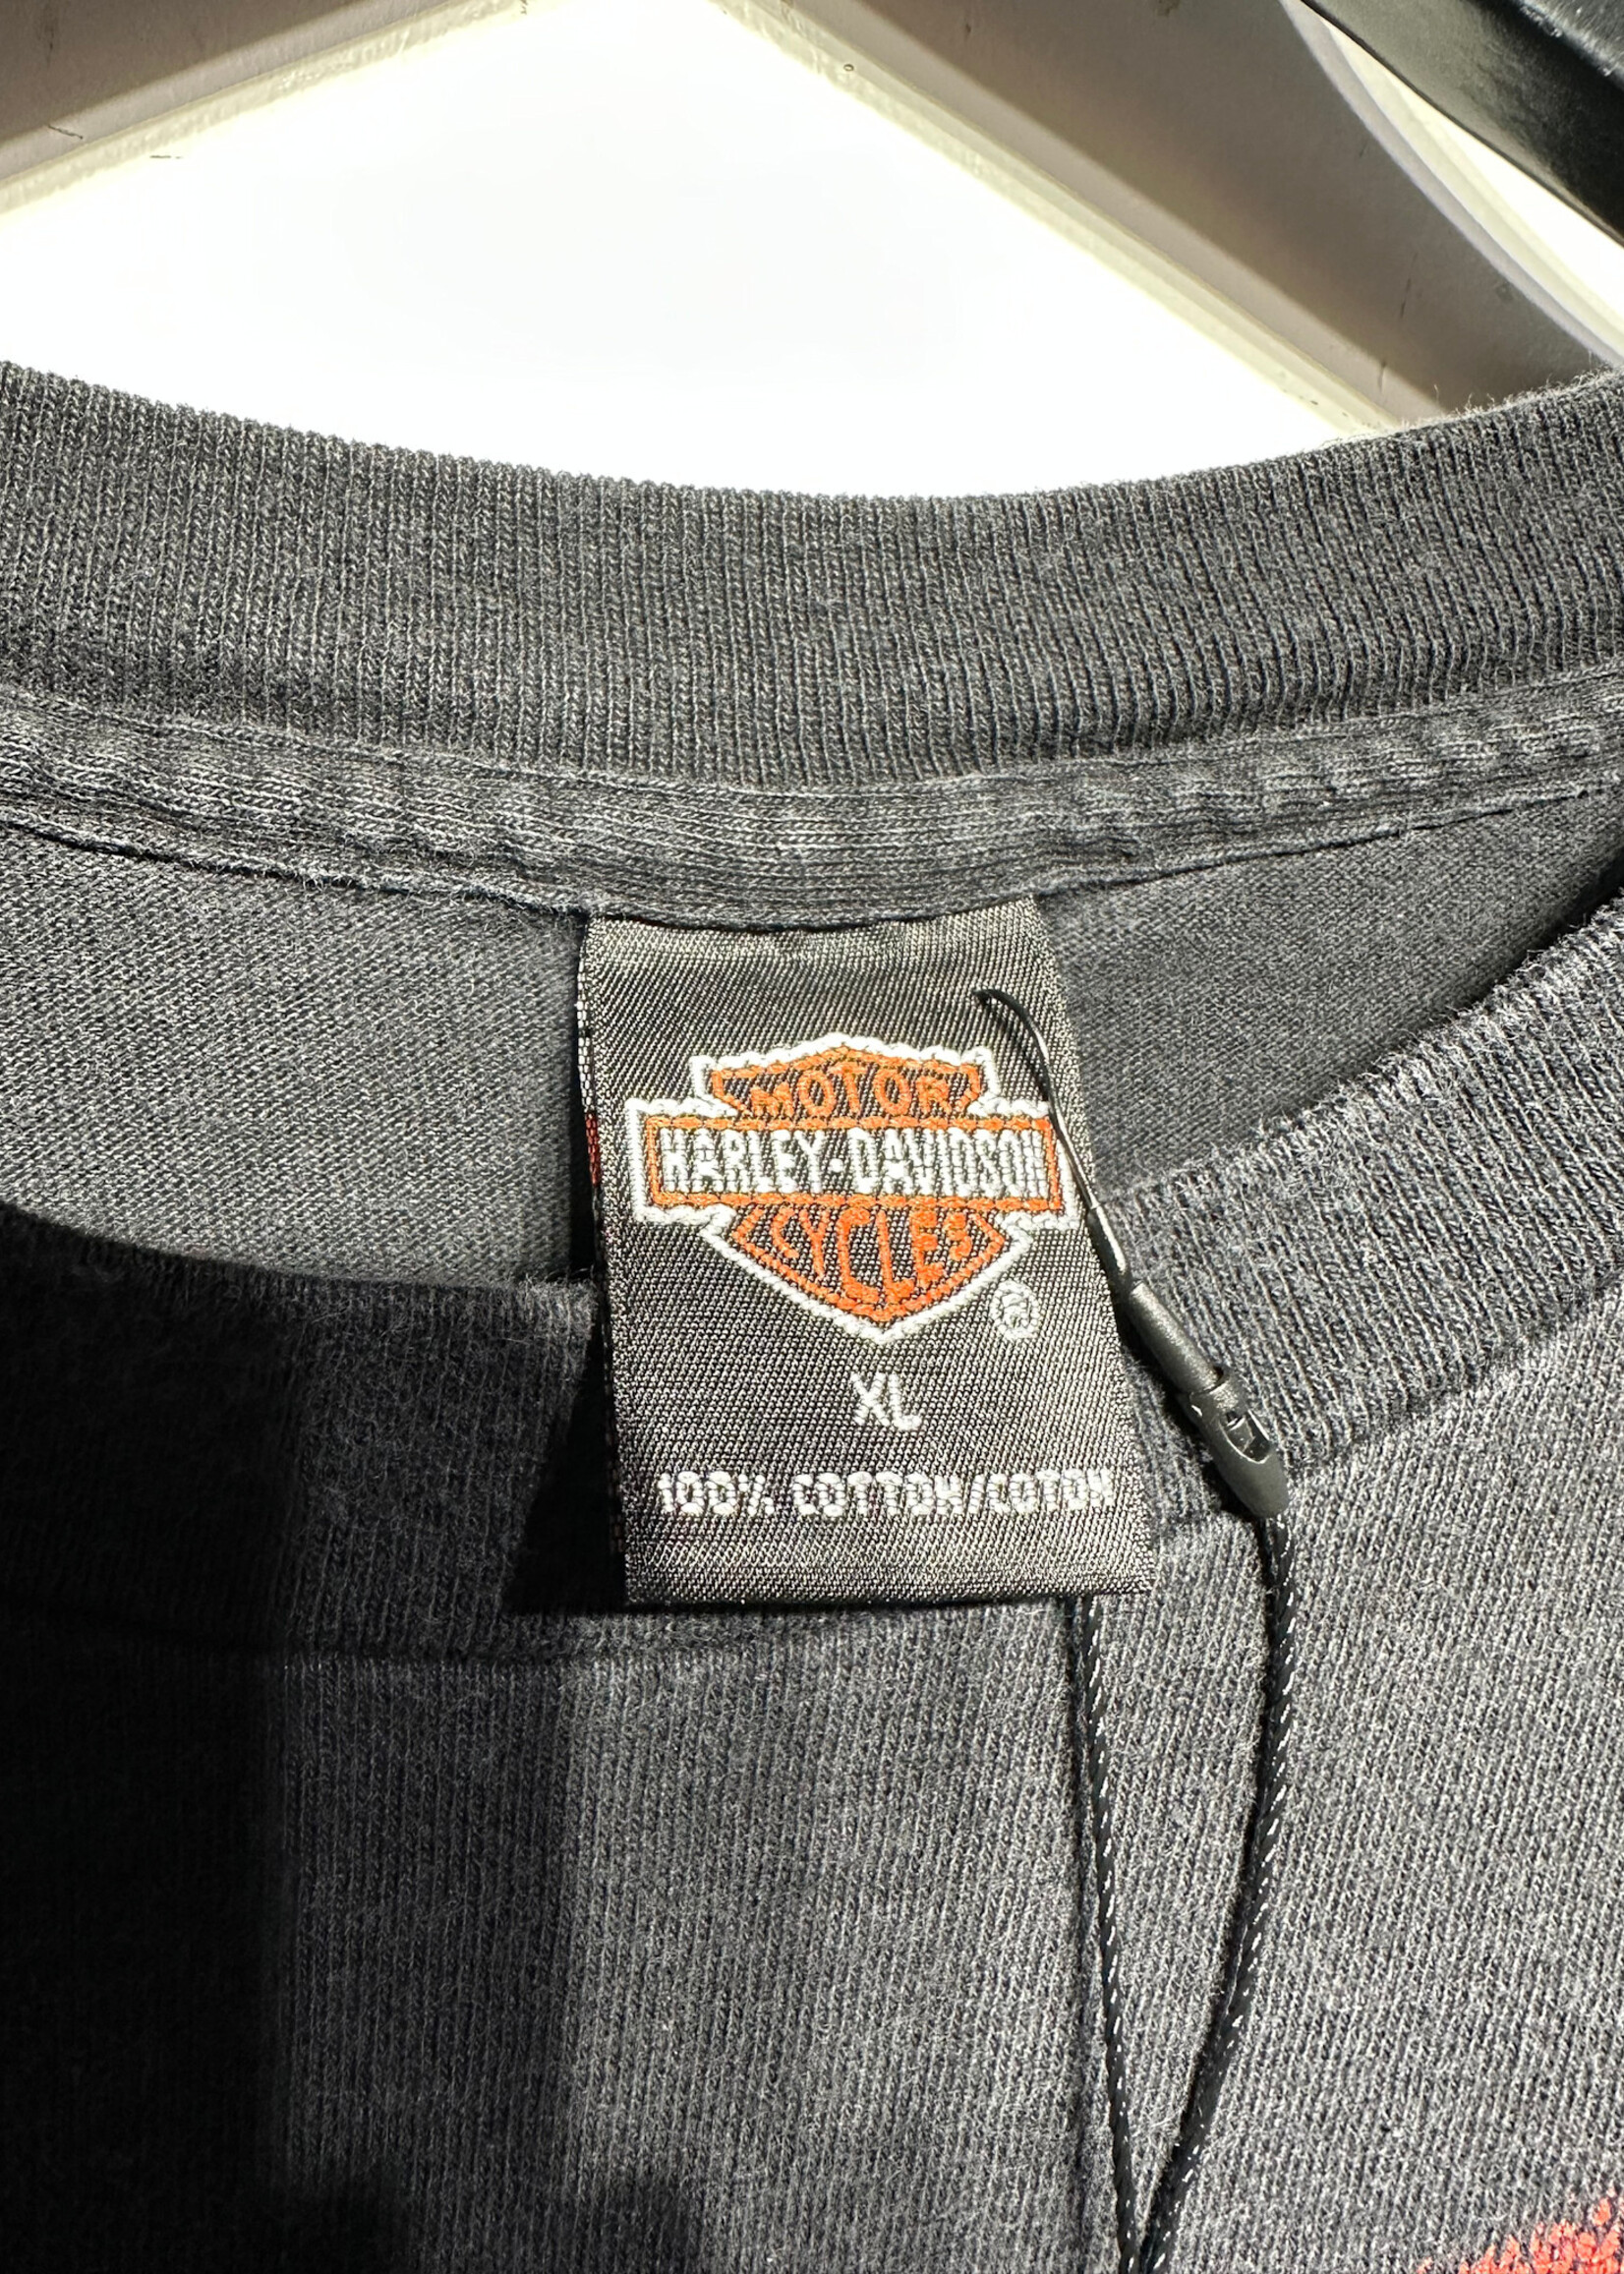 MOTOR
HARLEY-DAVIDSON
CYCLES
®
XL
100% COTTON/COTON